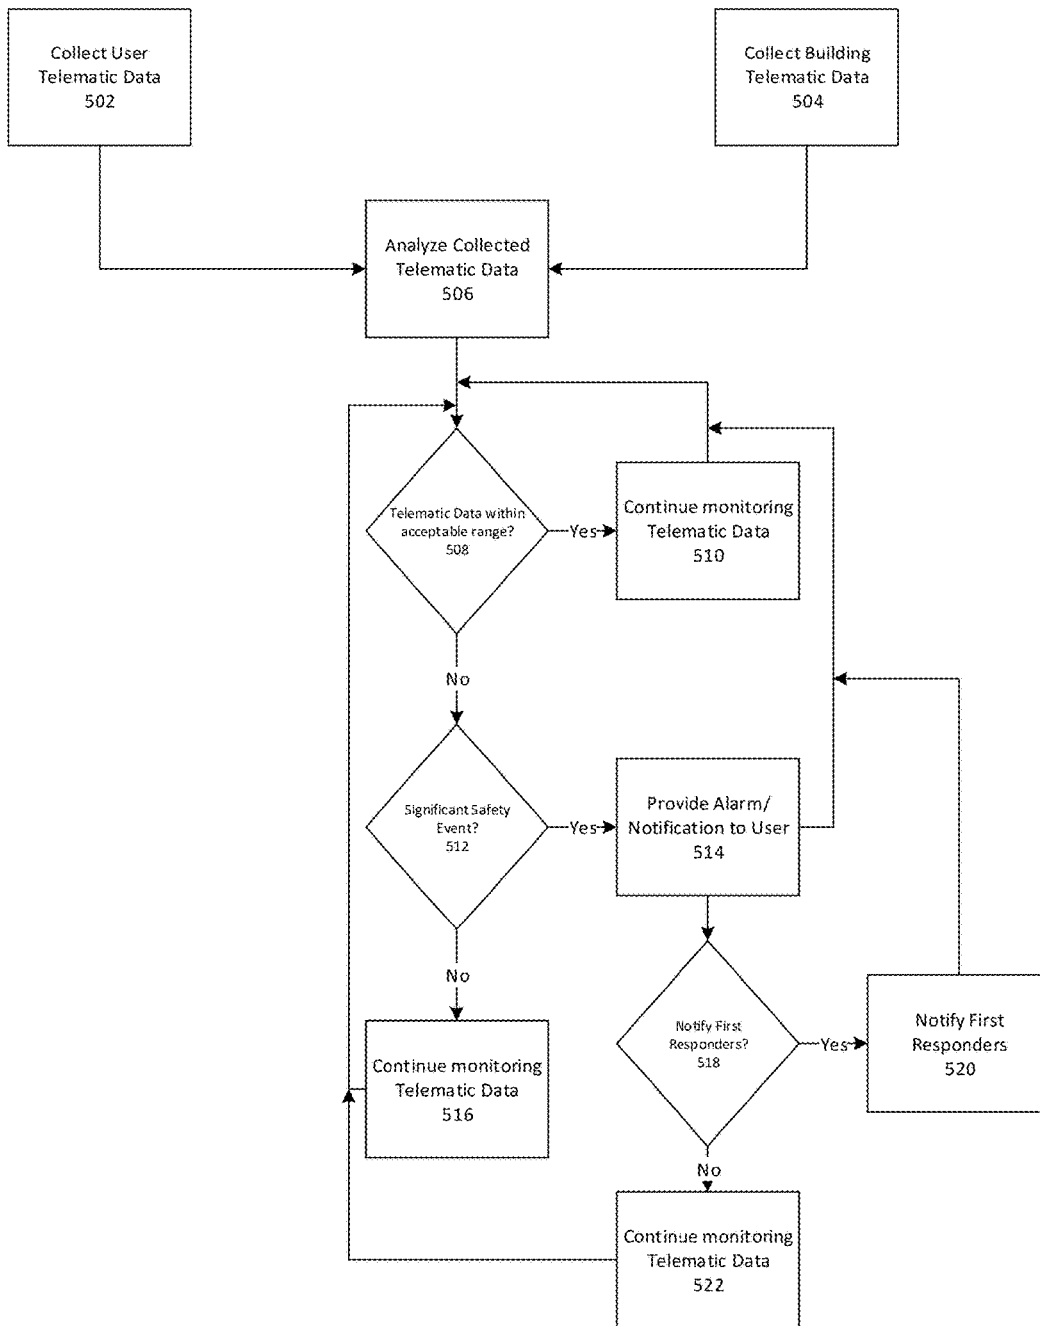 Collect User
Telematic Data
502
Collect Building
Telematic Data
504
Analyze Collected
Telematic Data
506
Telematic Data within
acceptable range?
508
Yes
Continue monitoring
Telematic Data
510
No
Significant Safety
Event?
512
Yes
Provide Alarm/
Notification to User
514
No
Continue monitoring
Telematic Data
516
Notify First
Responders?
518
Yes
Notify First
Responders
520
No
Continue monitoring
Telematic Data
522